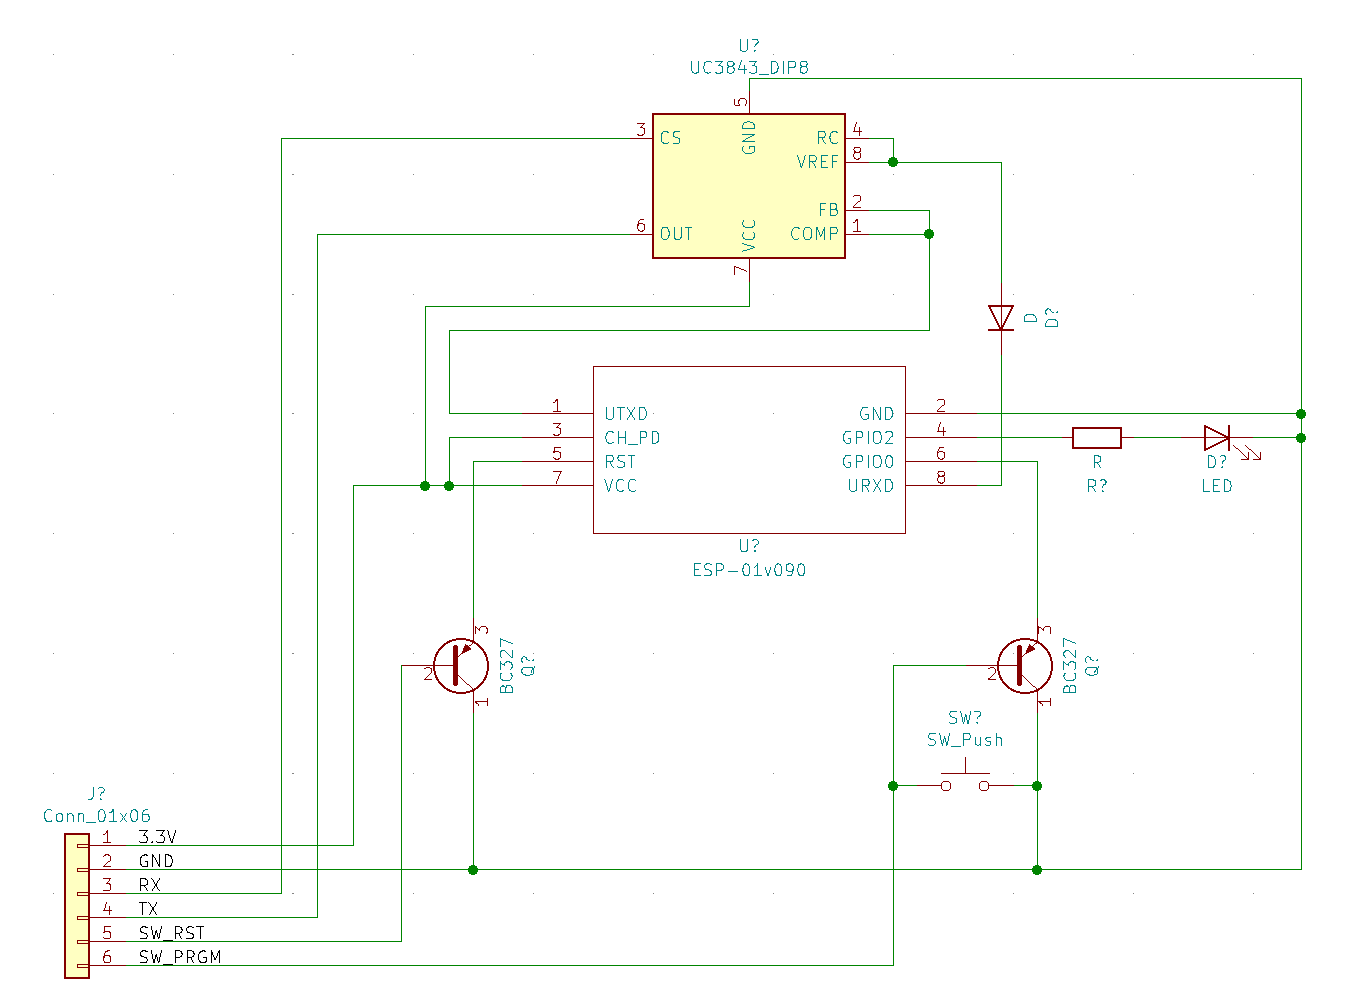 U?
UC3843_DIP8
5
GND
3
CS
RC
4
VREF
8
FB
2
6
OUT
VCC
COMP
1
7
D
D?
1
UTXD
GND
2
3
CH_PD
GPIO2
4
5
RST
GPIO0
6
7
VCC
URXD
8
R
R?
D?
LED
U?
ESP-01v090
3
2
1
BC327
Q?
3
2
1
BC327
Q?
SW?
SW_Push
J?
Conn_01x06
1 3.3V
2 GND
3 RX
4 TX
5 SW_RST
6 SW_PRGM